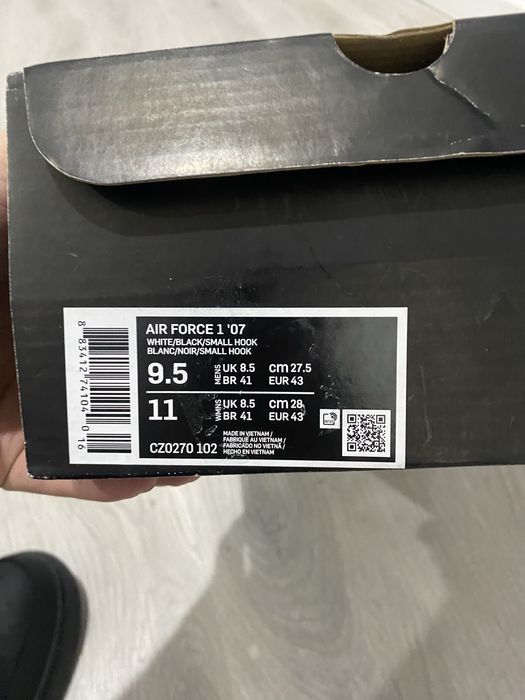 AIR FORCE 1 '07
WHITE/BLACK/SMALL HOOK
BLANC/NOIR/SMALL HOOK
9.5 MENS UK 8.5 cm 27.5
BR 41 EUR 43
11 WMNS UK 8.5 cm 28
BR 41 EUR 43
CZ0270 102
MADE IN VIETNAM /
FABRIQUÉ AU VIETNAM /
FABRICADO NO VIETNÃ /
HECHO EN VIETNAM
8 83412 74104 0 16